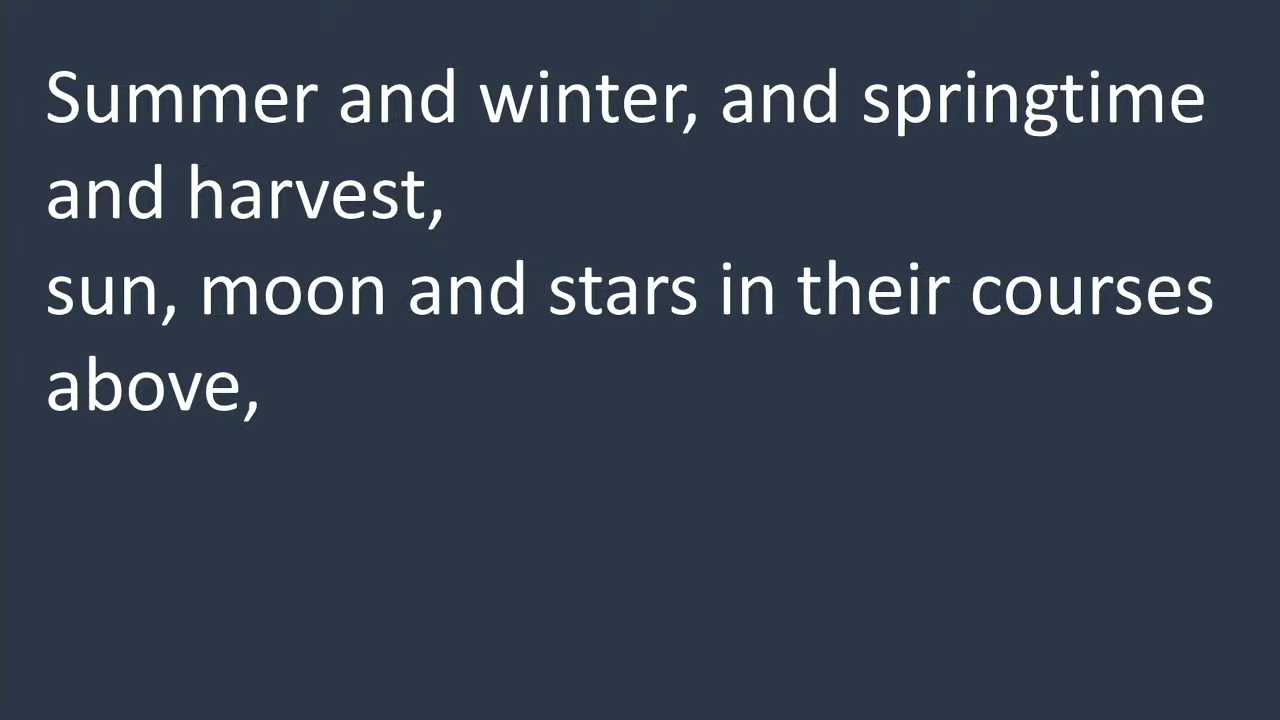 Summer and winter, and springtime
and harvest,
sun, moon and stars in their courses
above,